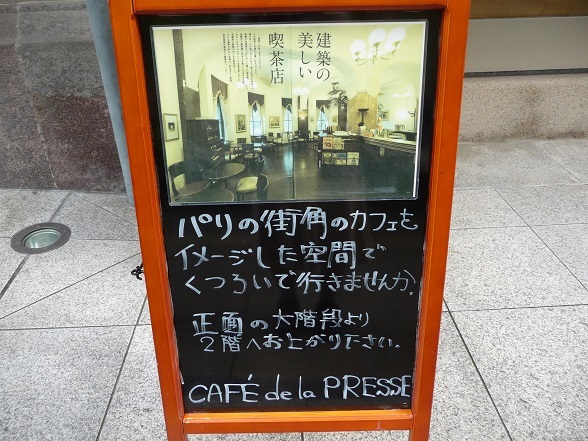 建築の
美しい
喫茶店
パリの街角のカフェを
イメージした空間で
くつろいで行きませんか。
正面の大階段より
2階へお上がり下さい。
CAFÉ de la PRESSE